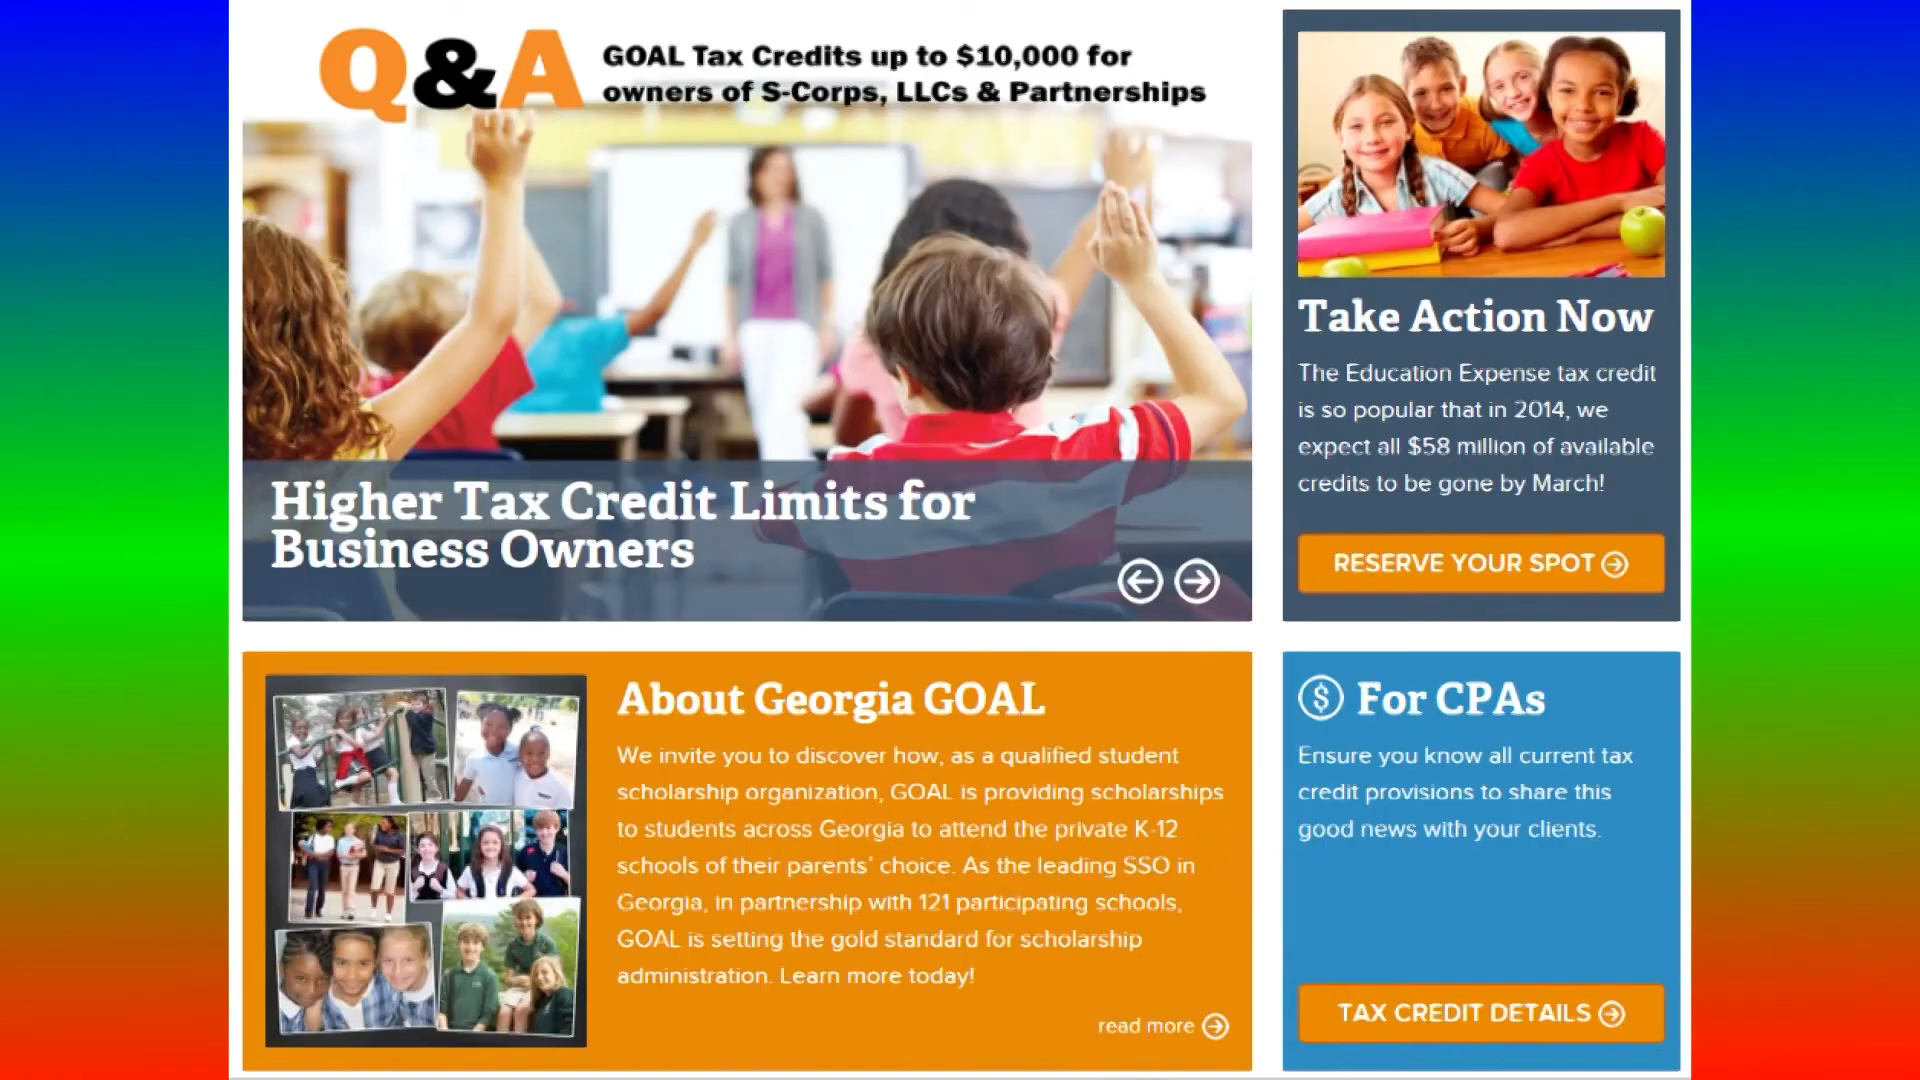 Q&A
GOAL Tax Credits up to $10,000 for
owners of S-Corps, LLCs & Partnerships
Higher Tax Credit Limits for
Business Owners
Take Action Now
The Education Expense tax credit
is so popular that in 2014, we
expect all $58 million of available
credits to be gone by March!
RESERVE YOUR SPOT
About Georgia GOAL
We invite you to discover how, as a qualified student
scholarship organization, GOAL is providing scholarships
to students across Georgia to attend the private K-12
schools of their parents' choice. As the leading SSO in
Georgia, in partnership with 121 participating schools,
GOAL is setting the gold standard for scholarship
administration. Learn more today!
read more
$ For CPAs
Ensure you know all current tax
credit provisions to share this
good news with your clients.
TAX CREDIT DETAILS